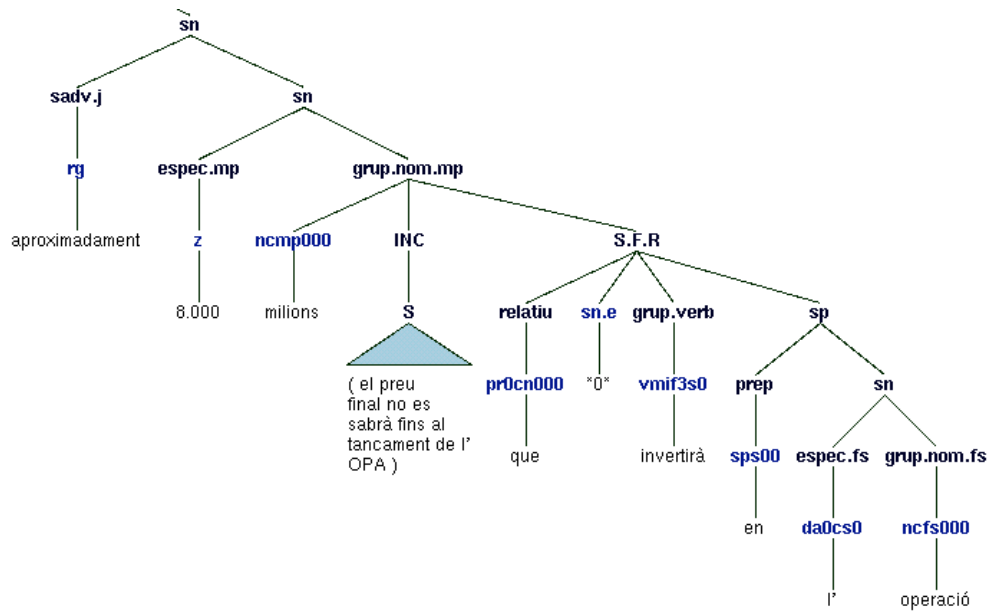 sn
sadv.j sn
rg espec.mp grup.nom.mp
aproximadament z ncmp000 INC S.F.R
8.000 milions S relatiu sn.e grup.verb sp
( el preu
final no es
sabrà fins al
tancament de l'
OPA )
pr0cn000 *0* vmif3s0 prep sn
que invertirà sps00 espec.fs grup.nom.fs
en da0cs0 ncfs000
l' operació